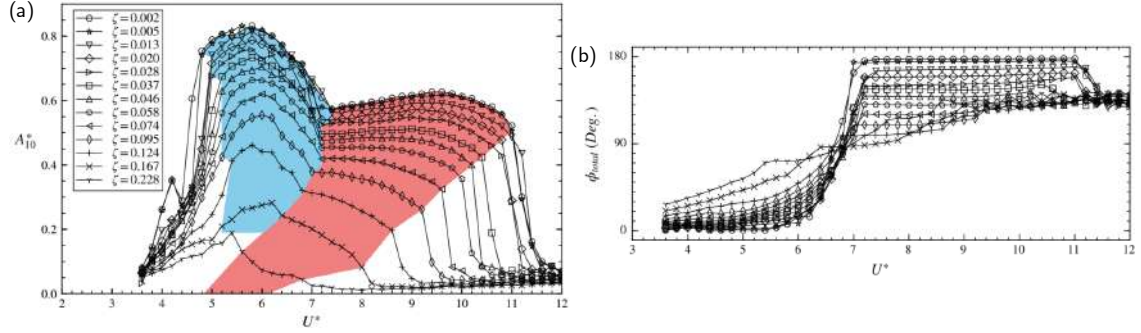 (a)
ζ = 0.002
ζ = 0.005
ζ = 0.013
ζ = 0.020
ζ = 0.028
ζ = 0.037
ζ = 0.046
ζ = 0.058
ζ = 0.074
ζ = 0.095
ζ = 0.124
ζ = 0.167
ζ = 0.228
0.8
0.6
0.4
0.2
0.0
A*10
2 3 4 5 6 7 8 9 10 11 12
U*
(b)
180
90
0
ϕtotal (Deg.)
3 4 5 6 7 8 9 10 11 12
U*